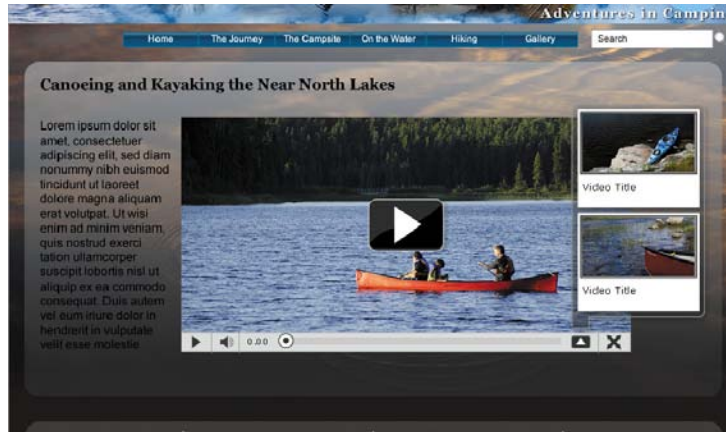 Adventures in Campin
Home The Journey The Campsite On the Water Hiking Gallery Search
Canoeing and Kayaking the Near North Lakes
Lorem ipsum dolor sit
amet, consectetuer
adipiscing elit, sed diam
nonummy nibh euismod
tincidunt ut laoreet
dolore magna aliquam
erat volutpat. Ut wisi
enim ad minim veniam,
quis nostrud exerci
tation ullamcorper
suscipit lobortis nisl ut
aliquip ex ea commodo
consequat. Duis autem
vel eum iriure dolor in
hendrerit in vulputate
velit esse molestie
Video Title
Video Title
0.00